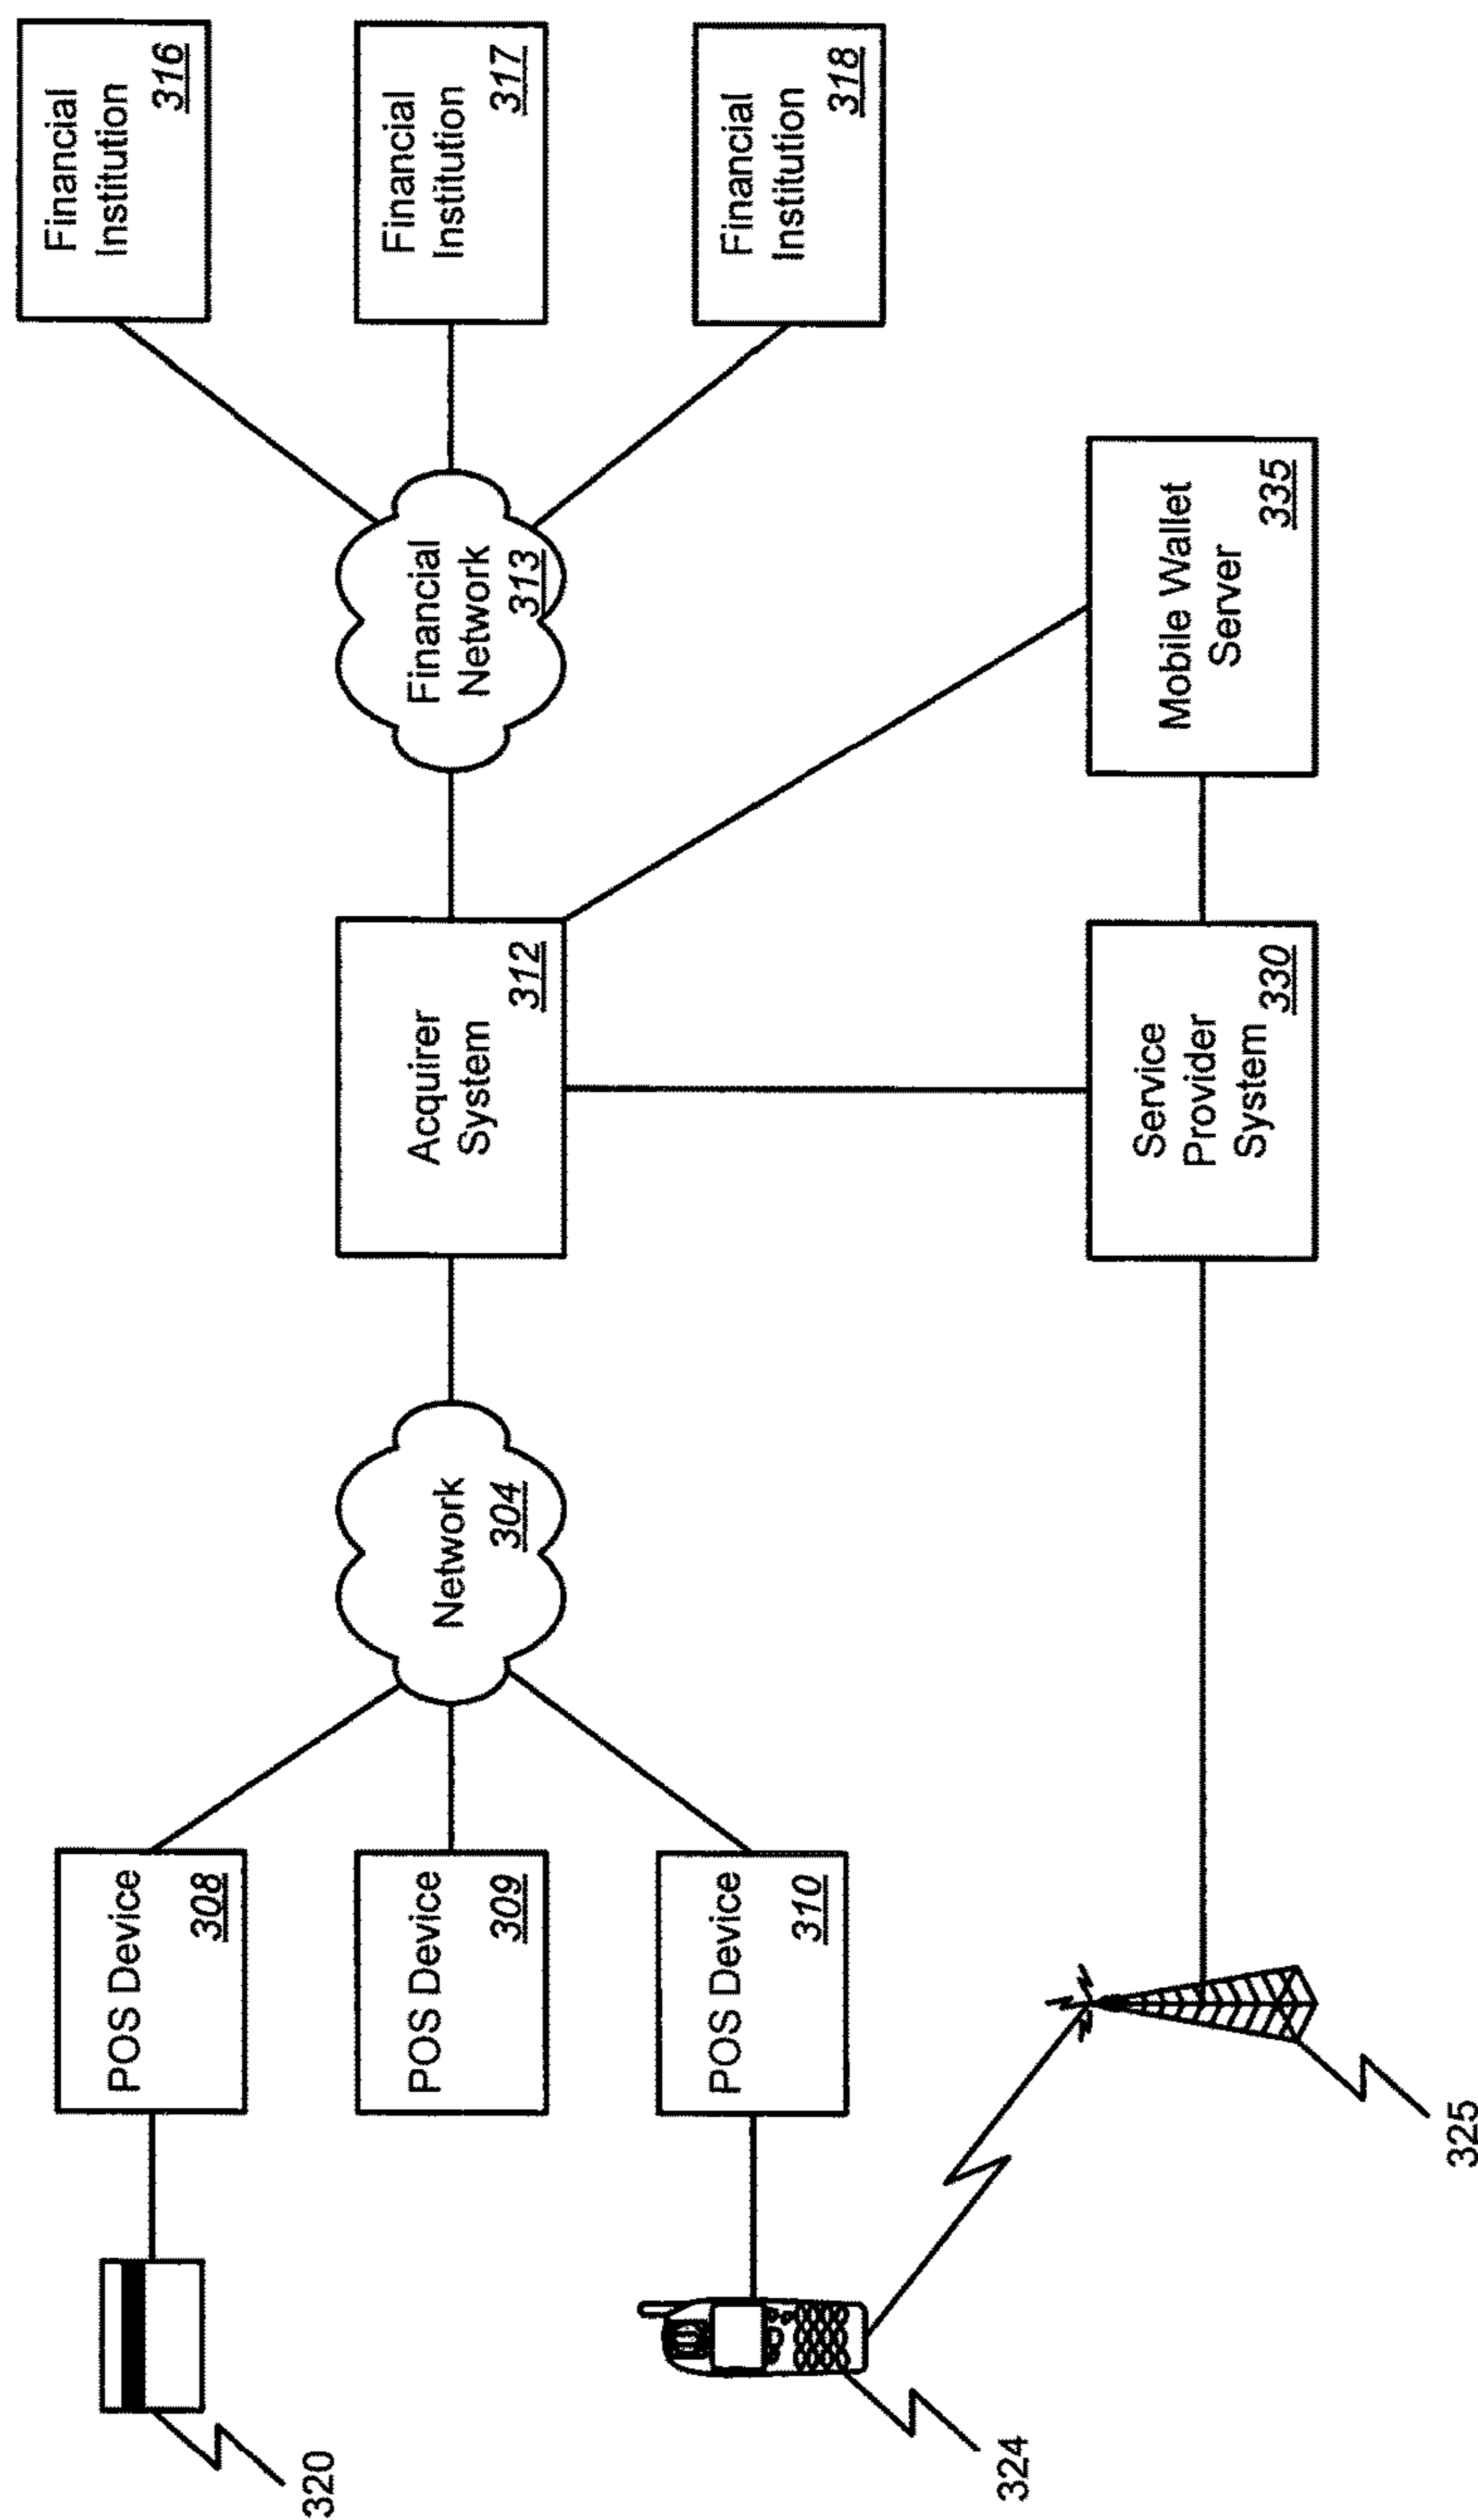 320
POS Device
308
POS Device
309
POS Device
310
324
325
Network
304
Acquirer
System
312
Service
Provider
System
330
Financial
Network
313
Mobile Wallet
Server
335
Financial
Institution
316
Financial
Institution
317
Financial
Institution
318